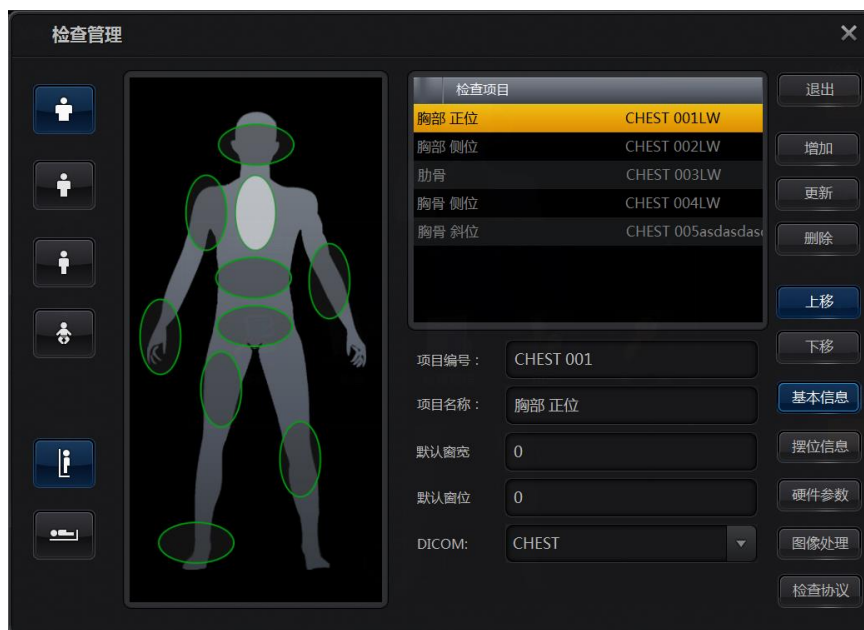 检查管理
检查项目
退出
胸部 正位 CHEST 001LW
胸部 侧位 CHEST 002LW
增加
肋骨 CHEST 003LW
更新
胸骨 侧位 CHEST 004LW
胸骨 斜位 CHEST 005asdasdas
删除
上移
下移
项目编号： CHEST 001
项目名称： 胸部 正位
基本信息
默认窗宽 0
摆位信息
默认窗位 0
硬件参数
DICOM: CHEST
图像处理
检查协议